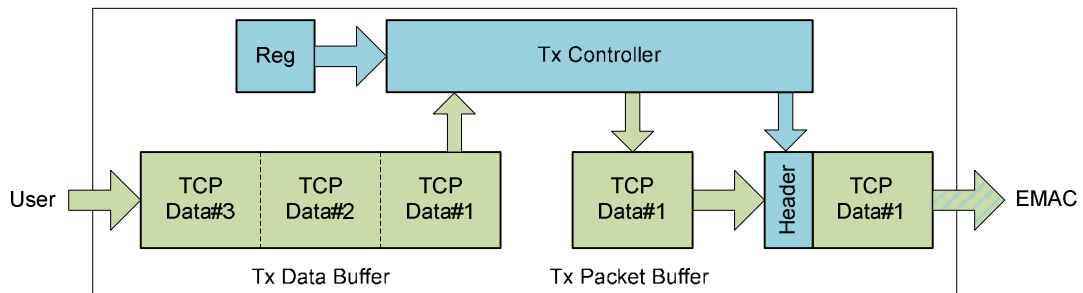 Reg
Tx Controller
User
TCP
Data#3
TCP
Data#2
TCP
Data#1
TCP
Data#1
Header
TCP
Data#1
EMAC
Tx Data Buffer
Tx Packet Buffer